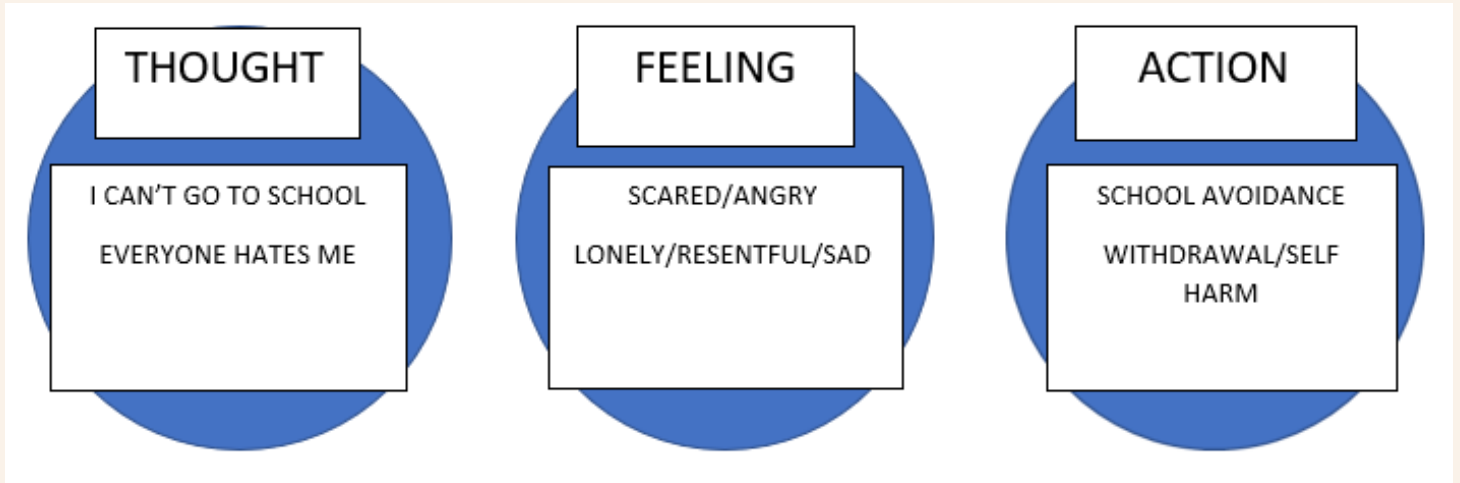 THOUGHT
I CAN’T GO TO SCHOOL
EVERYONE HATES ME
FEELING
SCARED/ANGRY
LONELY/RESENTFUL/SAD
ACTION
SCHOOL AVOIDANCE
WITHDRAWAL/SELF
HARM